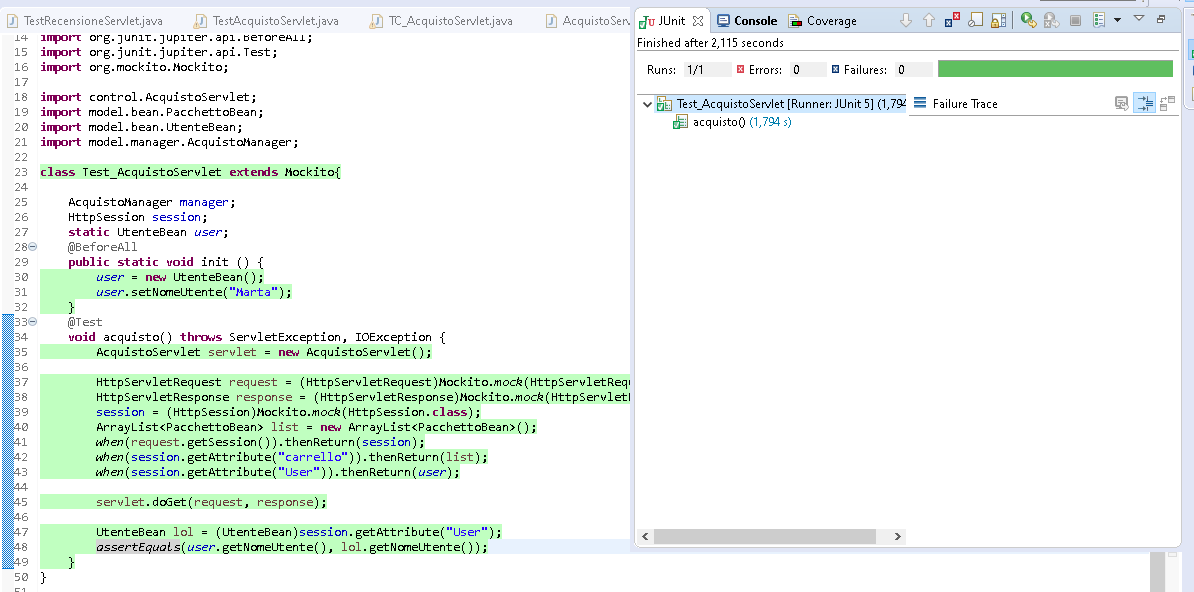 TestRecensioneServlet.java
TestAcquistoServlet.java
TC_AcquistoServlet.java
AcquistoServ
JUnit
Console
Coverage
Finished after 2,115 seconds
Runs: 1/1 Errors: 0 Failures: 0
Test_AcquistoServlet [Runner: JUnit 5] (1,794
acquisto() (1,794 s)
Failure Trace
14 import org.junit.jupiter.api.BeforeAll;
15 import org.junit.jupiter.api.Test;
16 import org.mockito.Mockito;
17
18 import control.AcquistoServlet;
19 import model.bean.PacchettoBean;
20 import model.bean.UtenteBean;
21 import model.manager.AcquistoManager;
22
23 class Test_AcquistoServlet extends Mockito{
24
25 AcquistoManager manager;
26 HttpSession session;
27 static UtenteBean user;
28 @BeforeAll
29 public static void init () {
30 user = new UtenteBean();
31 user.setNomeUtente("Marta");
32 }
33 @Test
34 void acquisto() throws ServletException, IOException {
35 AcquistoServlet servlet = new AcquistoServlet();
36
37 HttpServletRequest request = (HttpServletRequest)Mockito.mock(HttpServletRequ
38 HttpServletResponse response = (HttpServletResponse)Mockito.mock(HttpServletR
39 session = (HttpSession)Mockito.mock(HttpSession.class);
40 ArrayList<PacchettoBean> list = new ArrayList<PacchettoBean>();
41 when(request.getSession()).thenReturn(session);
42 when(session.getAttribute("carrello")).thenReturn(list);
43 when(session.getAttribute("User")).thenReturn(user);
44
45 servlet.doGet(request, response);
46
47 UtenteBean lol = (UtenteBean)session.getAttribute("User");
48 assertEquals(user.getNomeUtente(), lol.getNomeUtente());
49 }
50 }
51